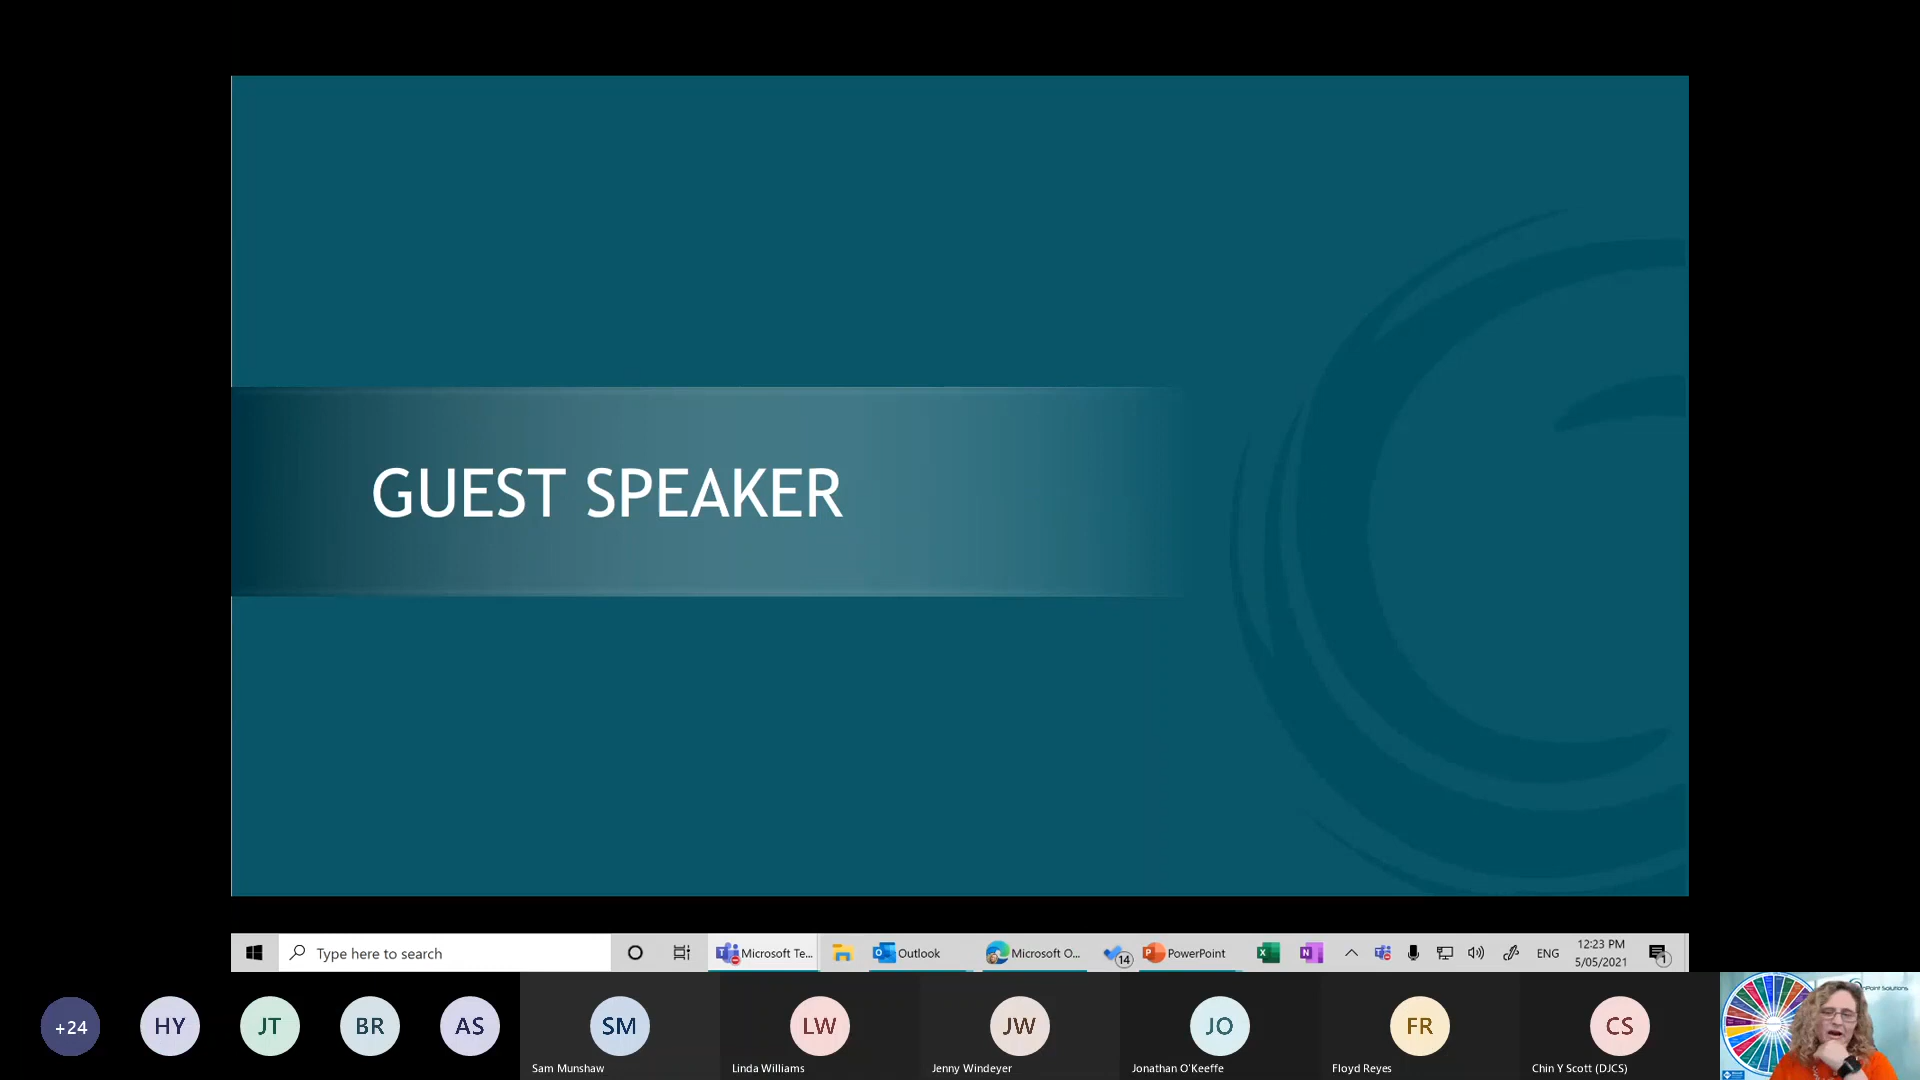 GUEST SPEAKER
Type here to search
Microsoft Te...
Outlook
Microsoft O...
14
PowerPoint
ENG
12:23 PM
5/05/2021
1
+24
HY
JT
BR
AS
SM
Sam Munshaw
LW
Linda Williams
JW
Jenny Windeyer
JO
Jonathan O'Keeffe
FR
Floyd Reyes
CS
Chin Y Scott (DJCS)